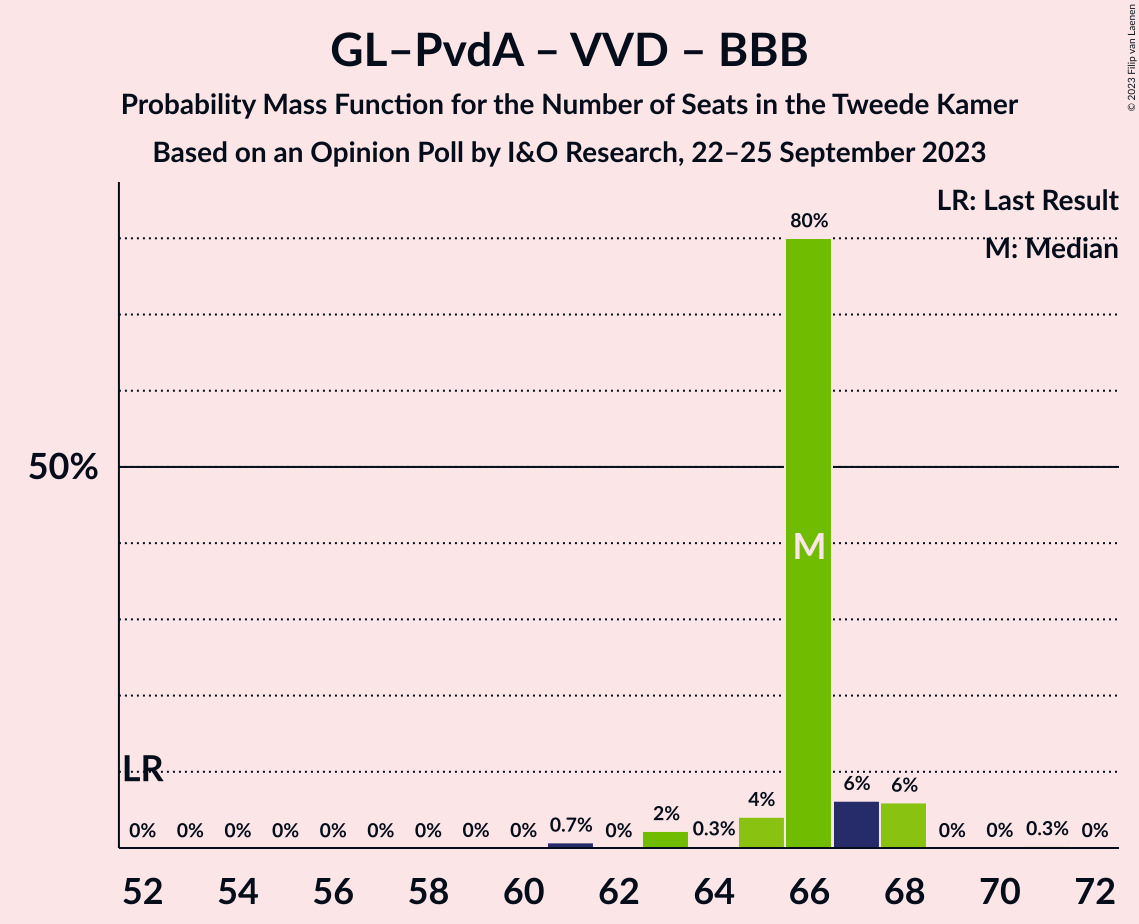 GL–PvdA – VVD – BBB
Probability Mass Function for the Number of Seats in the Tweede Kamer
Based on an Opinion Poll by I&O Research, 22–25 September 2023
© 2023 Filip van Laenen
LR: Last Result
M: Median
50%
LR
M
0% 0% 0% 0% 0% 0% 0% 0% 0% 0.7% 0% 2% 0.3% 4% 80% 6% 6% 0% 0% 0.3% 0%
52 54 56 58 60 62 64 66 68 70 72